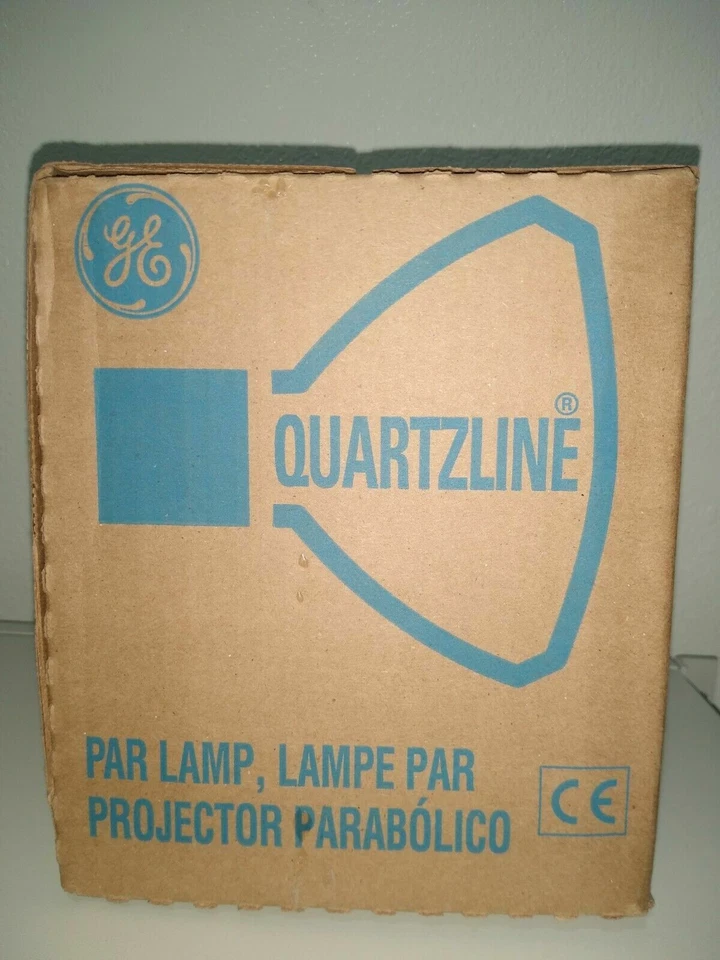 GE
QUARTZLINE®
PAR LAMP, LAMPE PAR
PROJECTOR PARABÓLICO
CE